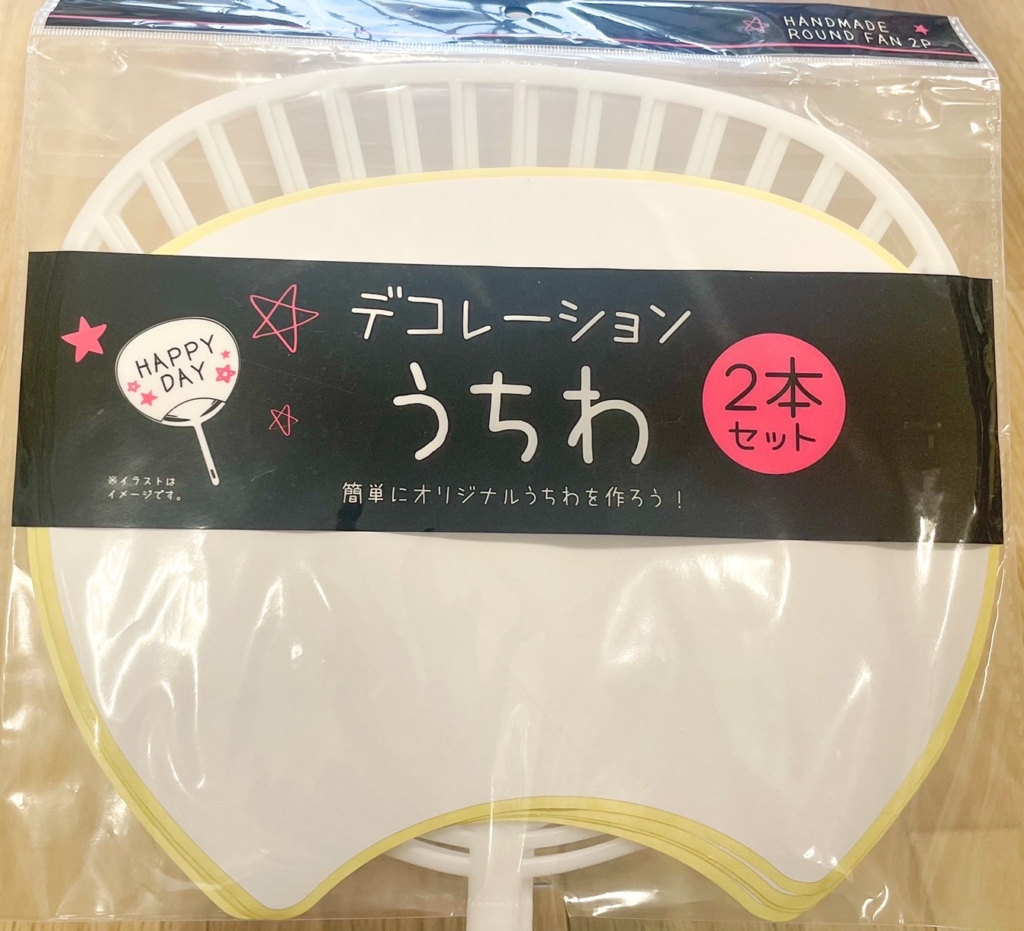 HANDMADE
ROUND FAN 2P
デコレーション
うちわ
2本
セット
簡単にオリジナルうちわを作ろう！
HAPPY
DAY
※イラストは
イメージです。